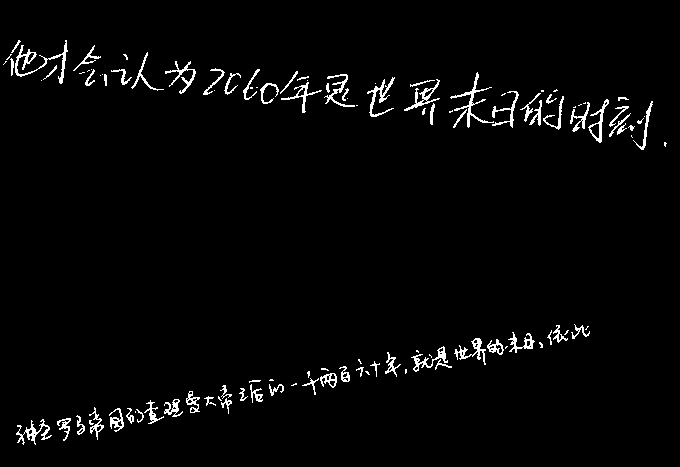 他才会认为2060年是世界末日的时刻.
神圣罗马帝国的查理曼大帝之后的一千两百六十年,就是世界的末日,依此